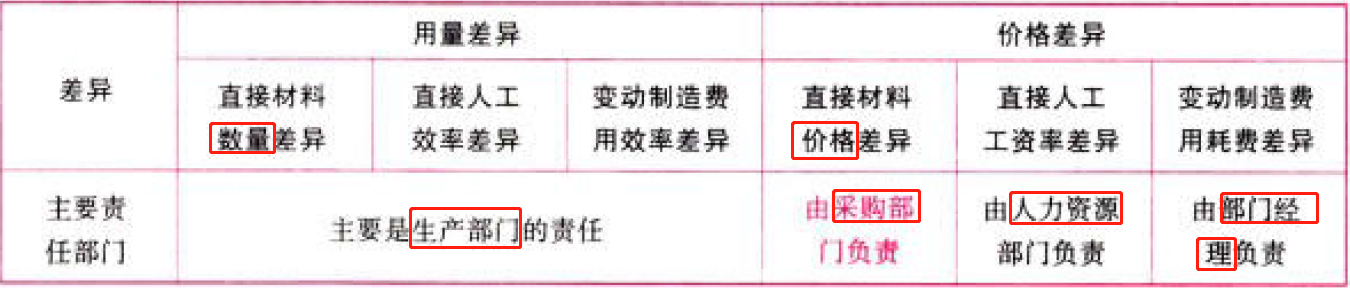 差异
用量差异
价格差异
直接材料
数量差异
直接人工
效率差异
变动制造费
用效率差异
直接材料
价格差异
直接人工
工资率差异
变动制造费
用耗费差异
主要责
任部门
主要是生产部门的责任
由采购部
门负责
由人力资源
部门负责
由部门经
理负责